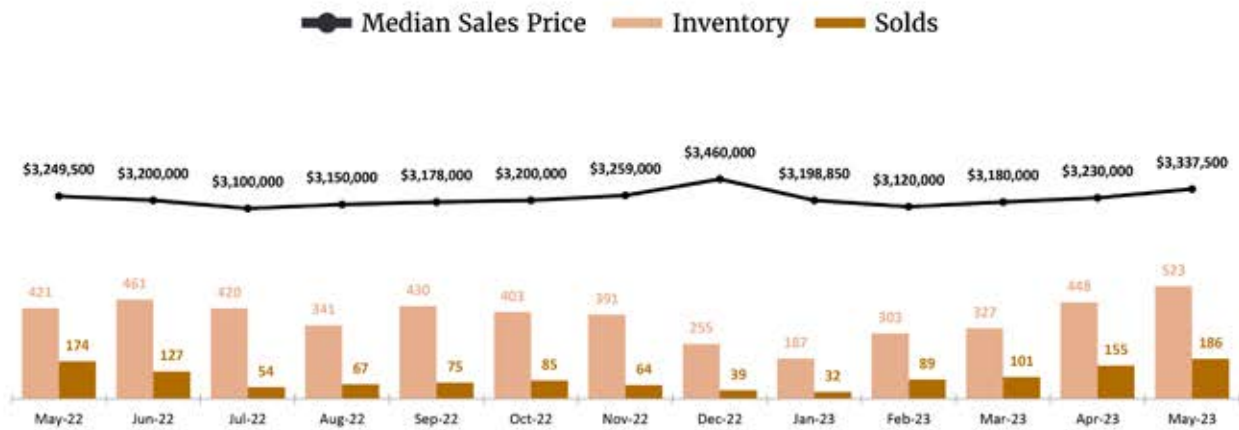 Median Sales Price Inventory Solds
$3,249,500 $3,200,000 $3,100,000 $3,150,000 $3,178,000 $3,200,000 $3,259,000 $3,460,000 $3,198,850 $3,120,000 $3,180,000 $3,230,000 $3,337,500
421 461 420 341 430 403 391 255 187 303 327 448 523
174 127 54 67 75 85 64 39 32 89 101 155 186
May-22 Jun-22 Jul-22 Aug-22 Sep-22 Oct-22 Nov-22 Dec-22 Jan-23 Feb-23 Mar-23 Apr-23 May-23